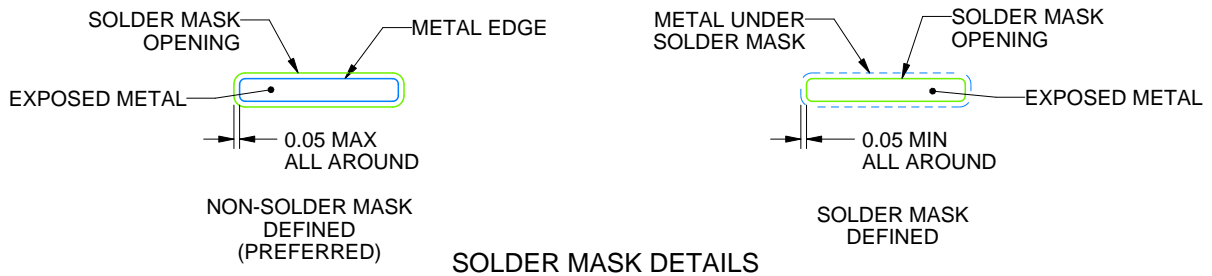 SOLDER MASK
OPENING
METAL EDGE
EXPOSED METAL
0.05 MAX
ALL AROUND
NON-SOLDER MASK
DEFINED
(PREFERRED)
METAL UNDER
SOLDER MASK
SOLDER MASK
OPENING
EXPOSED METAL
0.05 MIN
ALL AROUND
SOLDER MASK
DEFINED
SOLDER MASK DETAILS